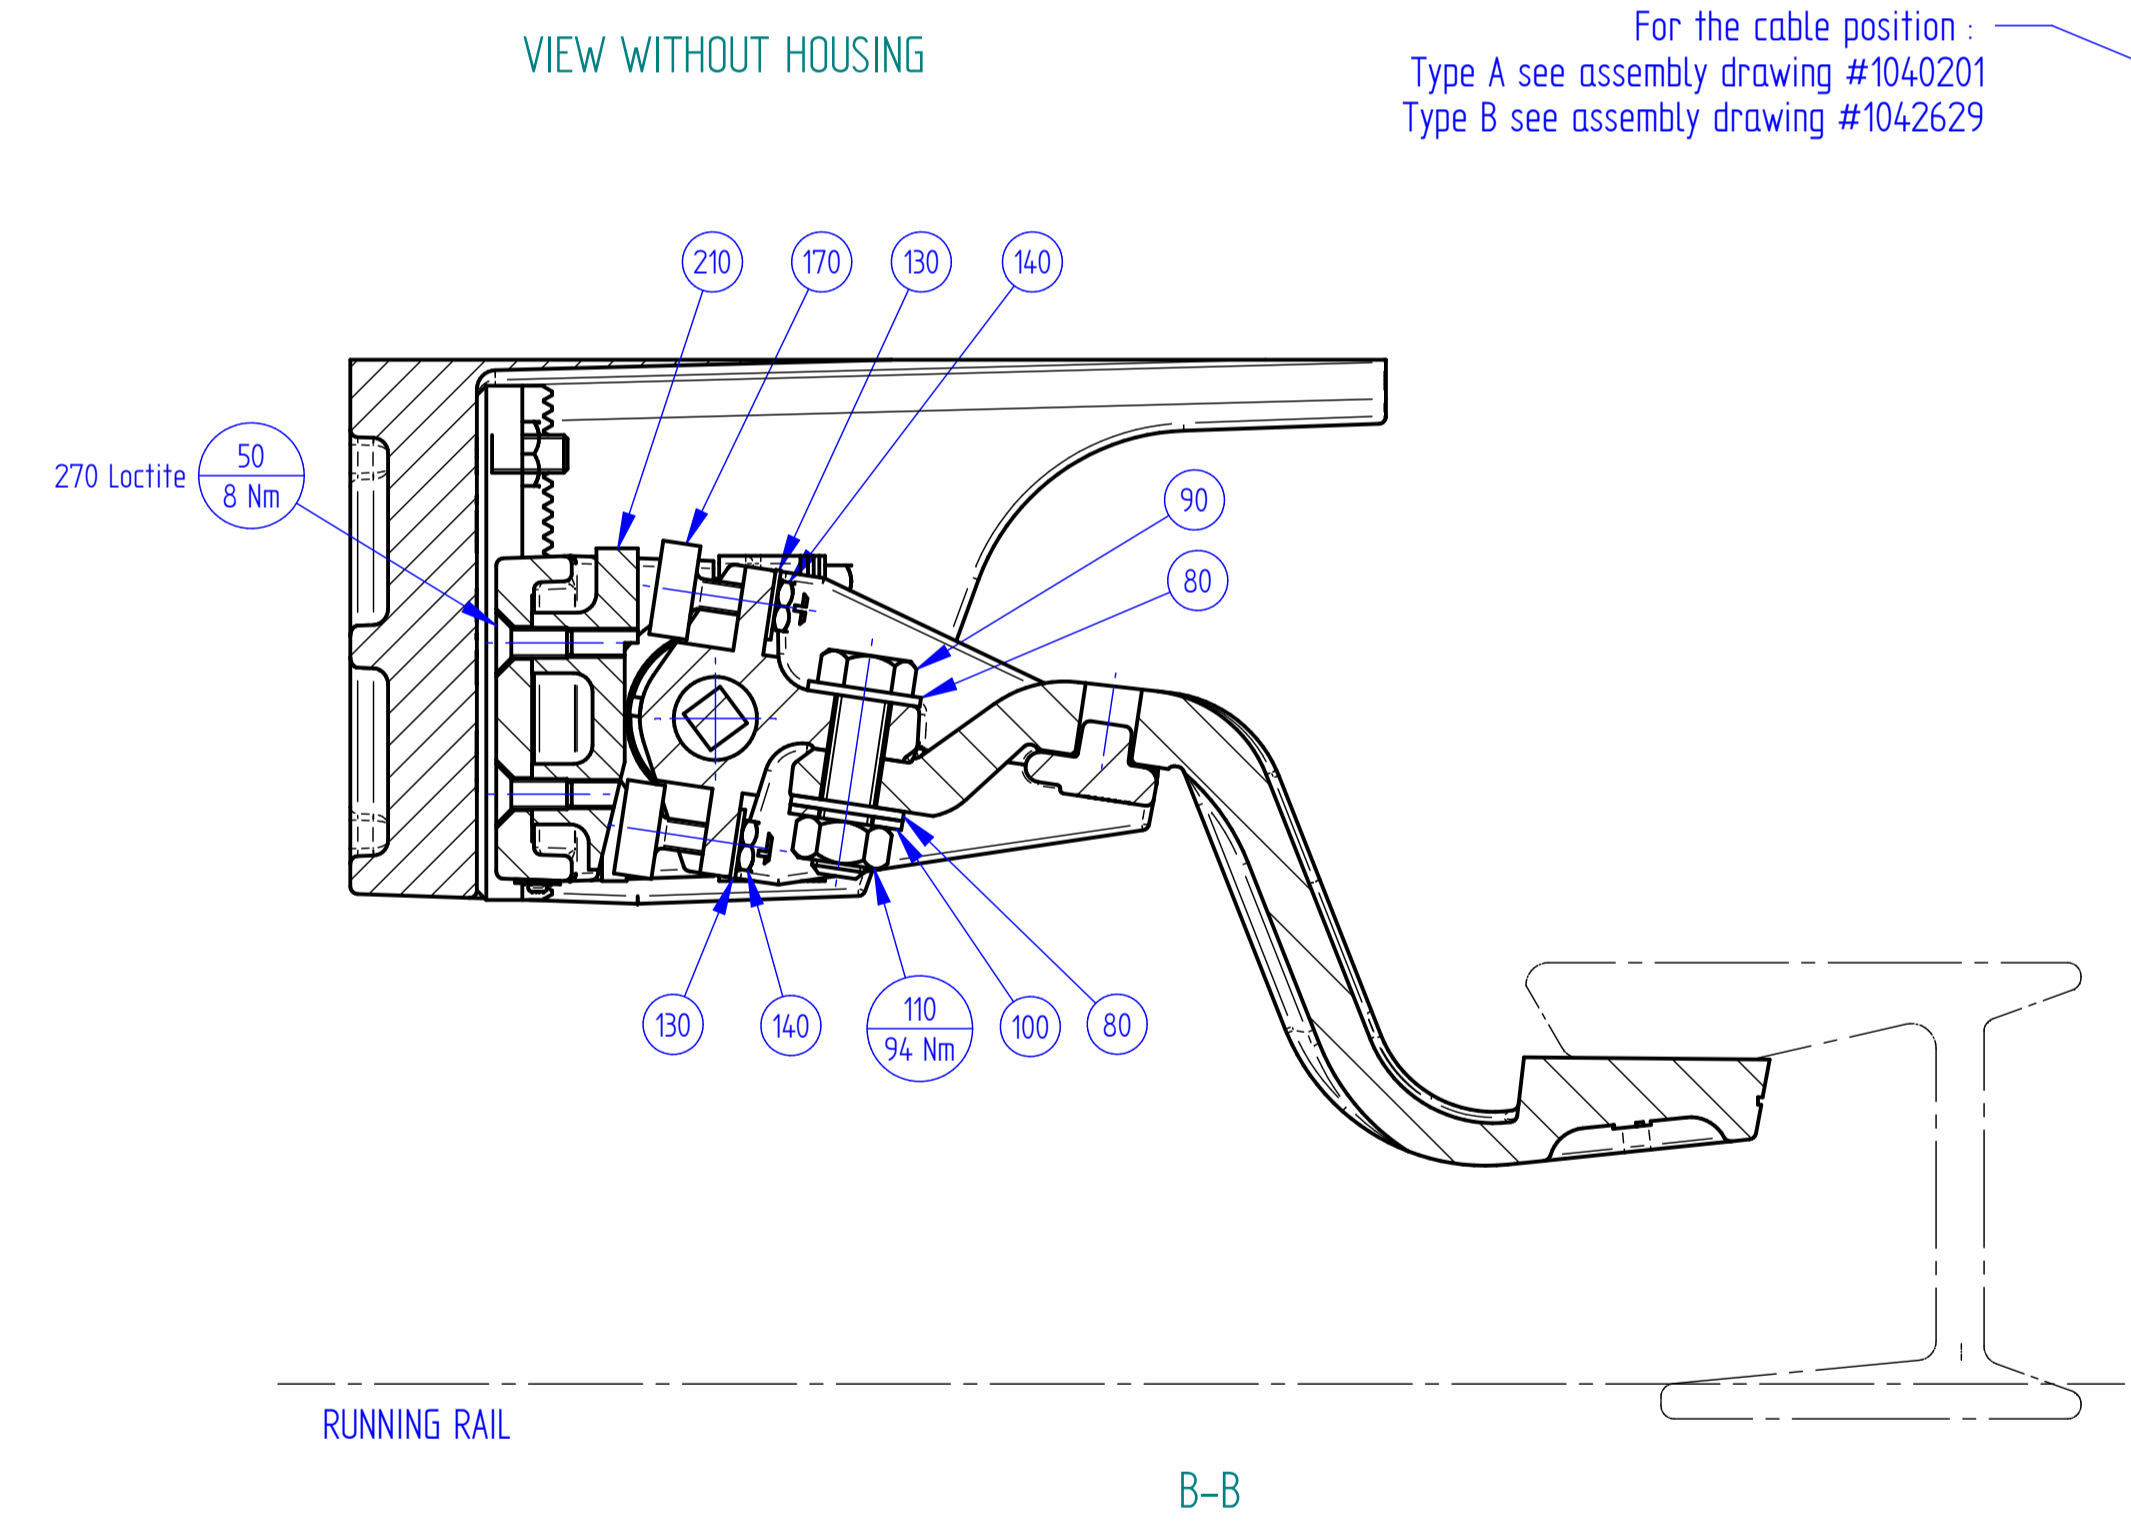 VIEW WITHOUT HOUSING
For the cable position :
Type A see assembly drawing #1040201
Type B see assembly drawing #1042629
210
170
130
140
270 Loctite
50
8 Nm
90
80
130
140
110
94 Nm
100
80
RUNNING RAIL
B-B